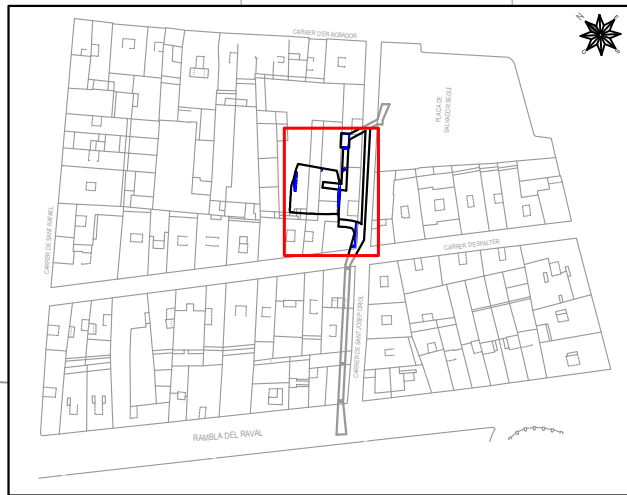 CARRER D'EN ROBADOR
N
PLAÇA DE
SALVADOR SEGUÍ
CARRER DE SANT RAFAEL
CARRER D'ESPALTER
CARRER DE SANT JOSEP ORIOL
RAMBLA DEL RAVAL